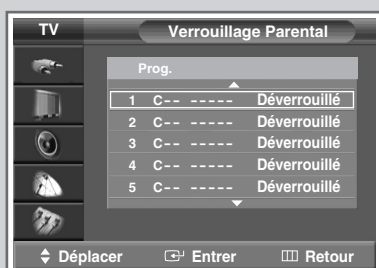 TV Verrouillage Parental
Prog.
1 C-- ----- Déverrouillé
2 C-- ----- Déverrouillé
3 C-- ----- Déverrouillé
4 C-- ----- Déverrouillé
5 C-- ----- Déverrouillé
Déplacer Entrer Retour